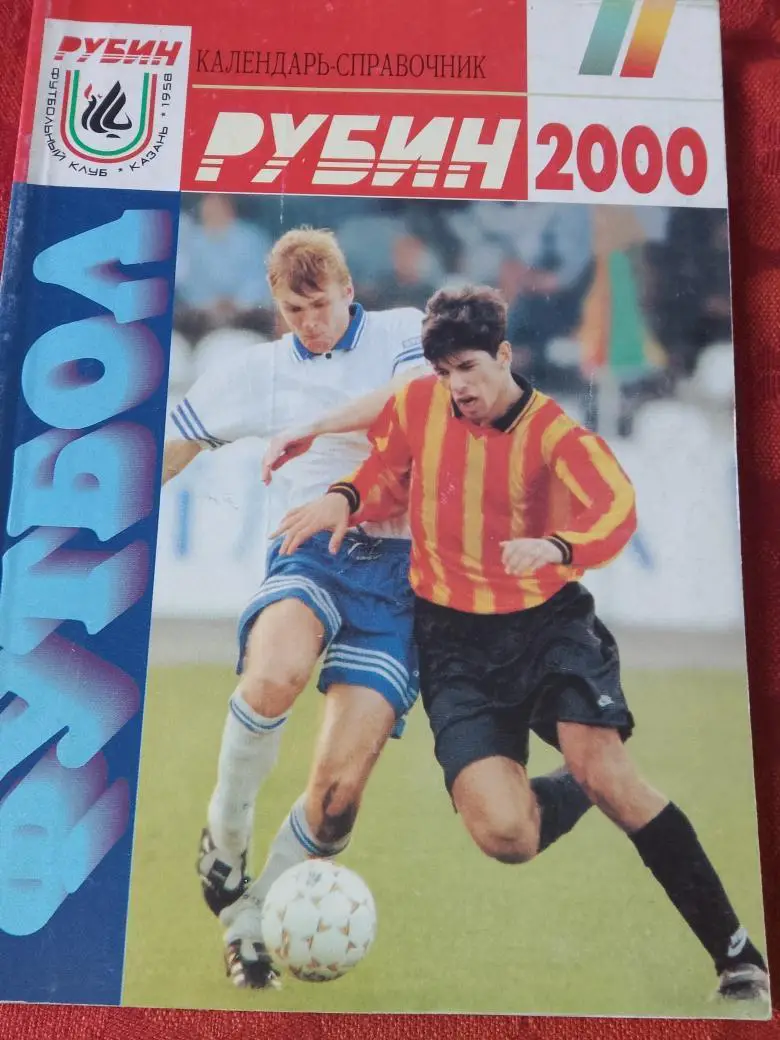 РУБИН
ФУТБОЛЬНЫЙ КЛУБ * КАЗАНЬ * 1958
КАЛЕНДАРЬ-СПРАВОЧНИК
РУБИН 2000
ФУТБОЛ